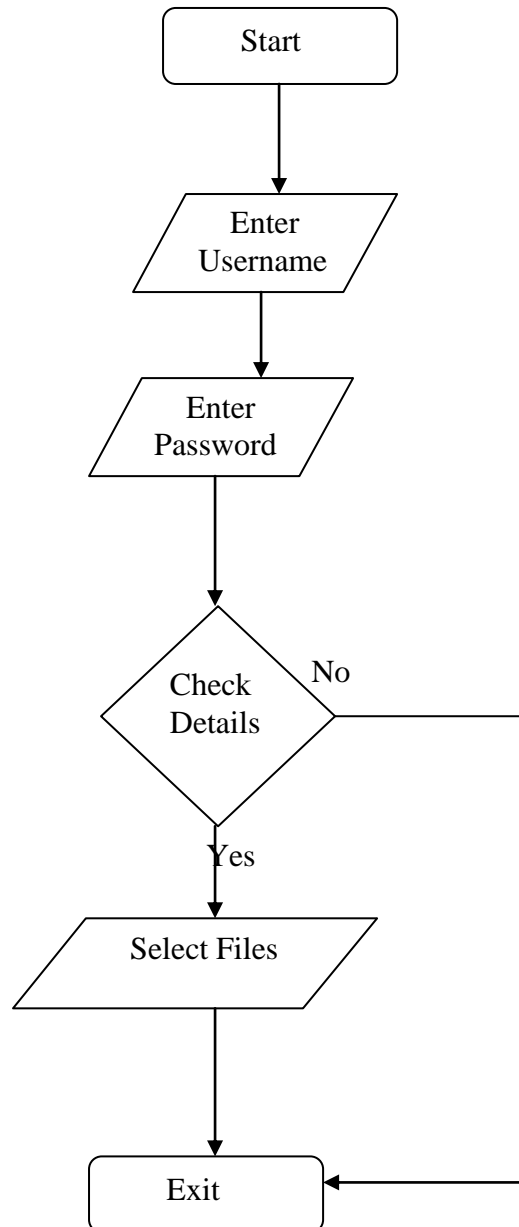 Start
Enter
Username
Enter
Password
No
Check
Details
Yes
Select Files
Exit